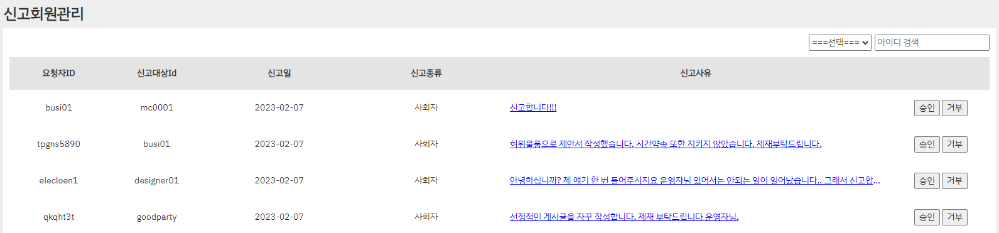 신고회원관리
===선택=== 아이디 검색
요청자ID 신고대상Id 신고일 신고종류 신고사유
busi01 mc0001 2023-02-07 사회자 신고합니다!!! 승인 거부
tpgns5890 busi01 2023-02-07 사회자 허위물품으로 제안서 작성했습니다. 시간약속 또한 지키지 않았습니다. 제재부탁드립니다. 승인 거부
elecloen1 designer01 2023-02-07 사회자 안녕하십니까? 제 얘기 한 번 들어주시지요 운영자님 있어서는 안되는 일이 일어났습니다.. 그래서 신고합... 승인 거부
qkqht3t goodparty 2023-02-07 사회자 선정적인 게시글을 자꾸 작성합니다. 제재 부탁드립니다 운영자님. 승인 거부